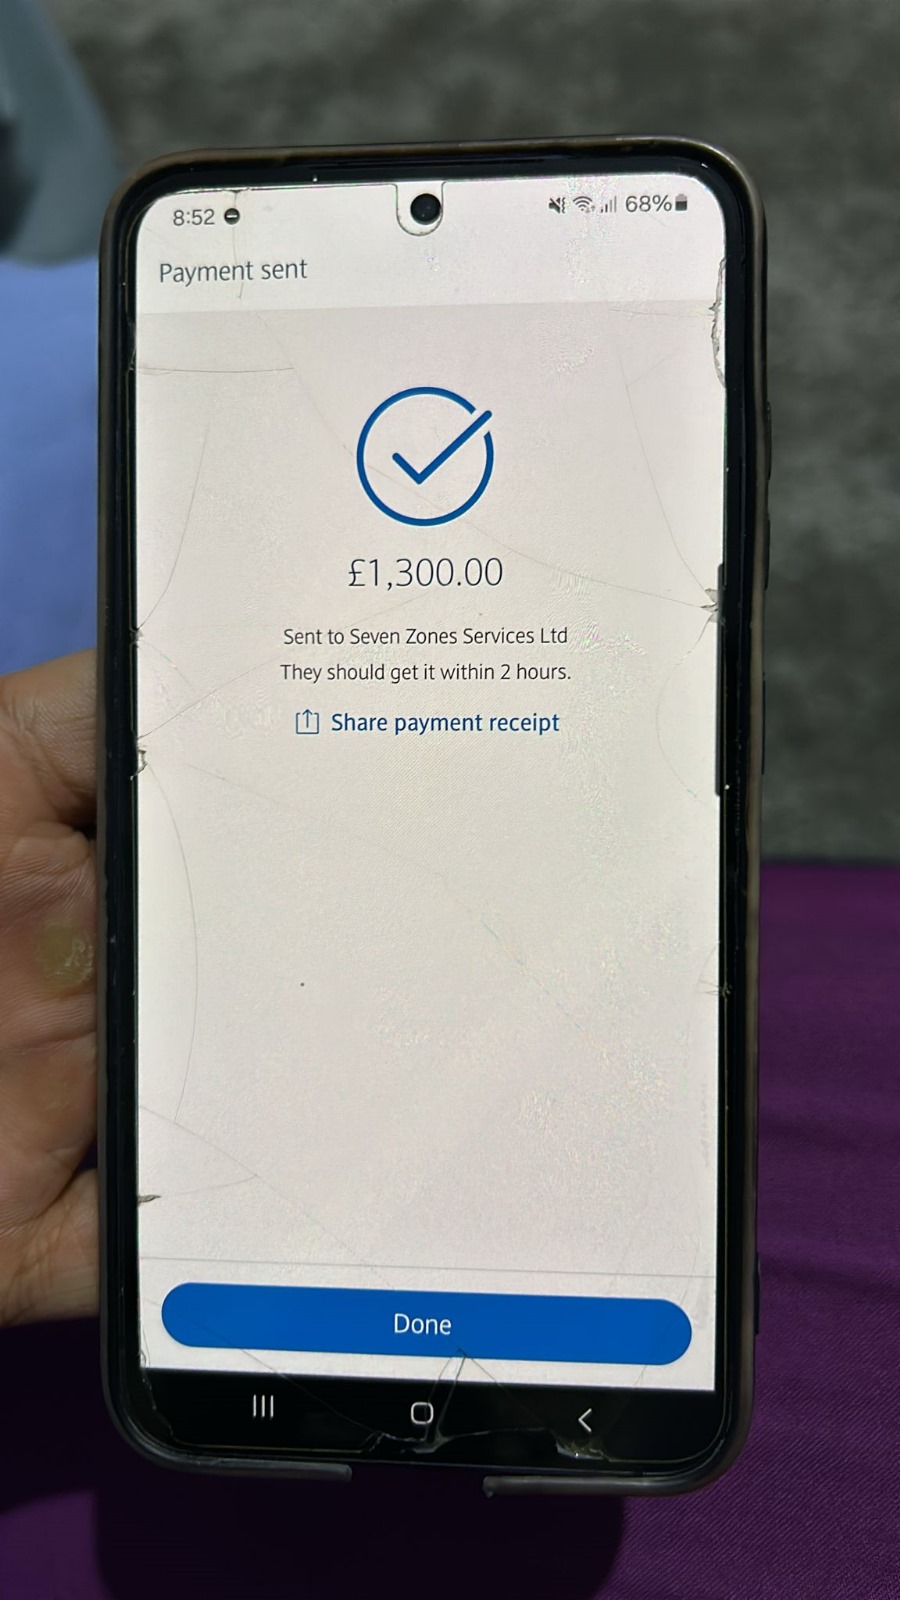 8:52
68%
Payment sent
£1,300.00
Sent to Seven Zones Services Ltd
They should get it within 2 hours.
Share payment receipt
Done